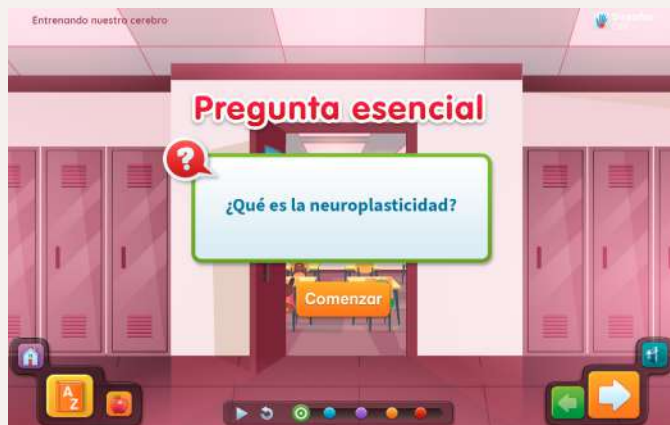 Entrenando nuestro cerebro
Pregunta esencial
?
¿Qué es la neuroplasticidad?
Comenzar
A
Z